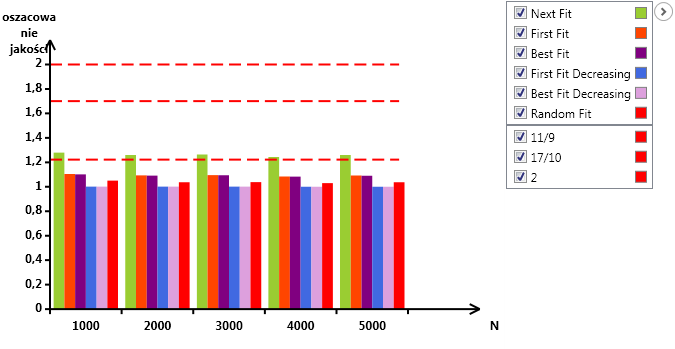 oszacowa
nie
jakości
2
1,8
1,6
1,4
1,2
1
0,8
0,6
0,4
0,2
0
1000
2000
3000
4000
5000
N
Next Fit
First Fit
Best Fit
First Fit Decreasing
Best Fit Decreasing
Random Fit
11/9
17/10
2